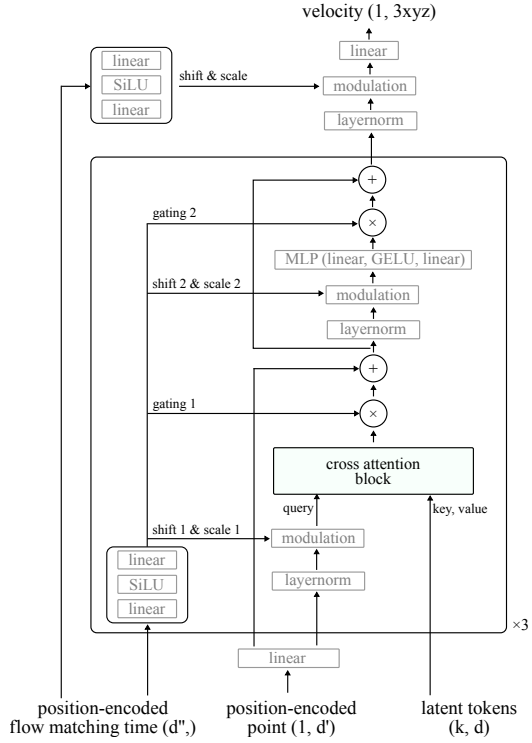 velocity (1, 3xyz)
linear
linear
SiLU
linear
shift & scale
modulation
layernorm
+
gating 2
×
MLP (linear, GELU, linear)
shift 2 & scale 2
modulation
layernorm
+
gating 1
×
cross attention
block
query
key, value
shift 1 & scale 1
modulation
linear
SiLU
linear
layernorm
×3
linear
position-encoded
flow matching time (d",)
position-encoded
point (1, d')
latent tokens
(k, d)